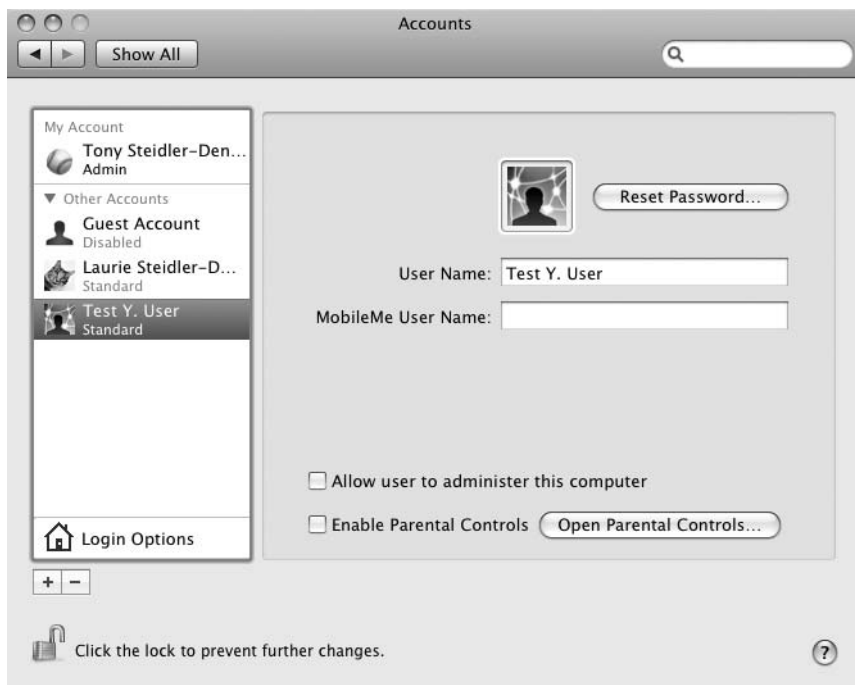 Accounts
Show All
My Account
Tony Steidler-Den...
Admin
Other Accounts
Guest Account
Disabled
Laurie Steidler-D...
Standard
Test Y. User
Standard
Login Options
Reset Password...
User Name: Test Y. User
MobileMe User Name:
Allow user to administer this computer
Enable Parental Controls Open Parental Controls...
+ −
Click the lock to prevent further changes.
?